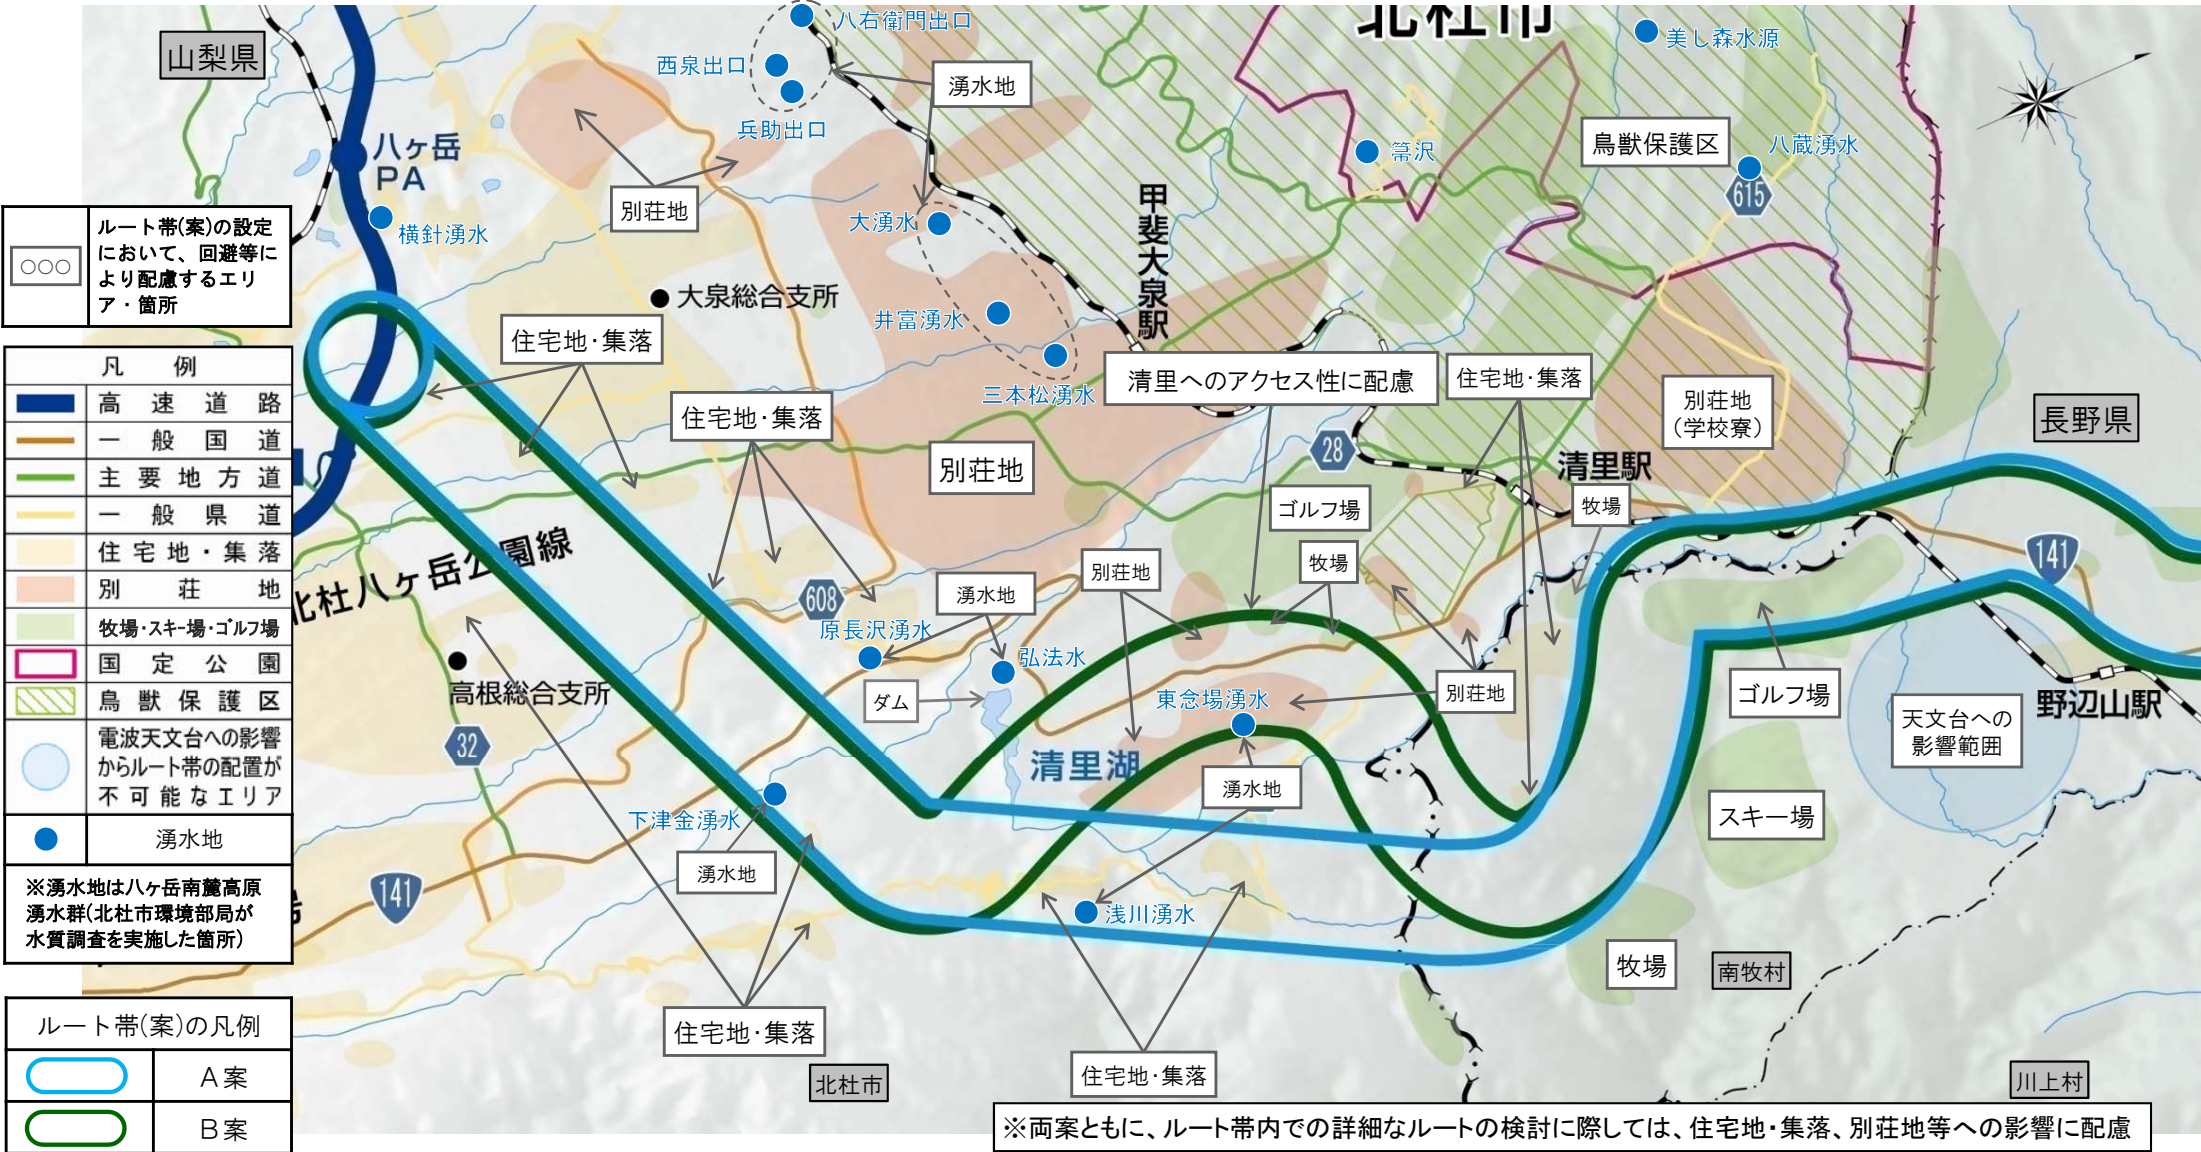 北杜市
山梨県
八右衛門出口
西泉出口
兵助出口
湧水地
美し森水源
八ヶ岳
PA
横針湧水
別荘地
大湧水
甲斐大泉駅
箒沢
鳥獣保護区
八蔵湧水
615
ルート帯(案)の設定
において、回避等に
より配慮するエリ
ア・箇所
○○○
大泉総合支所
井富湧水
三本松湧水
住宅地・集落
住宅地・集落
清里へのアクセス性に配慮
住宅地・集落
別荘地
(学校寮)
長野県
凡 例
高速道路
一般国道
主要地方道
一般県道
住宅地・集落
別荘地
牧場・スキー場・ゴルフ場
国定公園
鳥獣保護区
電波天文台への影響
からルート帯の配置が
不可能なエリア
湧水地
※湧水地は八ヶ岳南麓高原
湧水群(北杜市環境部局が
水質調査を実施した箇所)
別荘地
28
清里駅
ゴルフ場
牧場
北杜八ヶ岳公園線
別荘地
牧場
141
608
湧水地
原長沢湧水
弘法水
高根総合支所
ダム
東念場湧水
別荘地
ゴルフ場
野辺山駅
天文台への
影響範囲
32
清里湖
湧水地
下津金湧水
スキー場
湧水地
141
場
浅川湧水
牧場
南牧村
住宅地・集落
住宅地・集落
北杜市
川上村
ルート帯(案)の凡例
A案
B案
※両案ともに、ルート帯内での詳細なルートの検討に際しては、住宅地・集落、別荘地等への影響に配慮